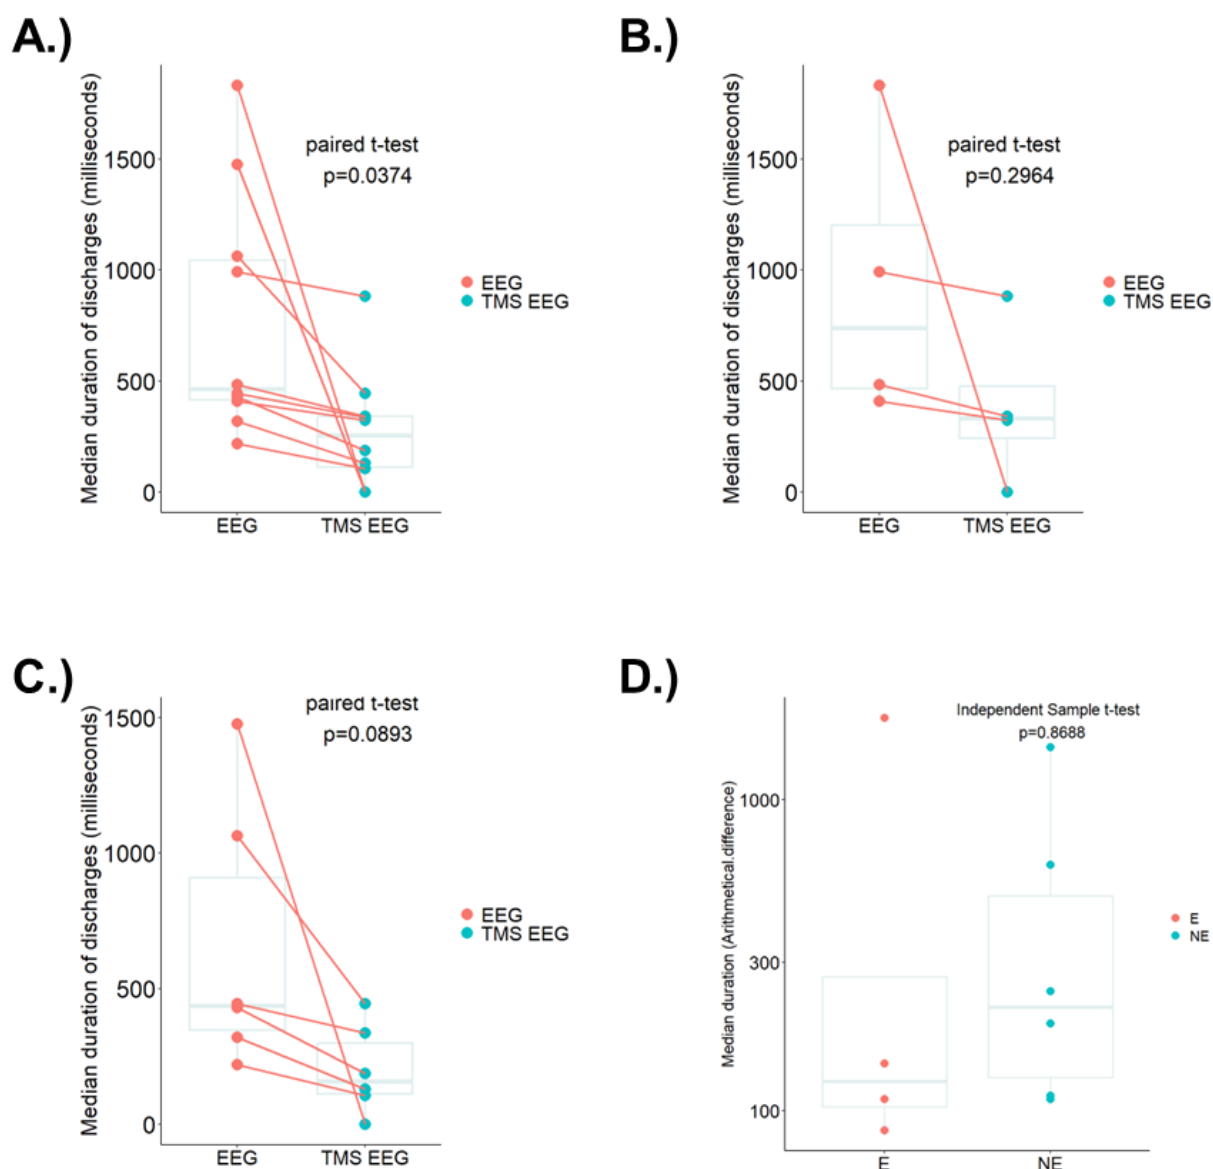 A.)
Median duration of discharges (milliseconds)
1500
1000
500
0
paired t-test
p=0.0374
EEG
TMS EEG
EEG
TMS EEG
B.)
Median duration of discharges (milliseconds)
1500
1000
500
0
paired t-test
p=0.2964
EEG
TMS EEG
EEG
TMS EEG
C.)
Median duration of discharges (milliseconds)
1500
1000
500
0
paired t-test
p=0.0893
EEG
TMS EEG
EEG
TMS EEG
D.)
Median duration (Arithmetical.difference)
1000
300
100
Independent Sample t-test
p=0.8688
E
NE
E
NE